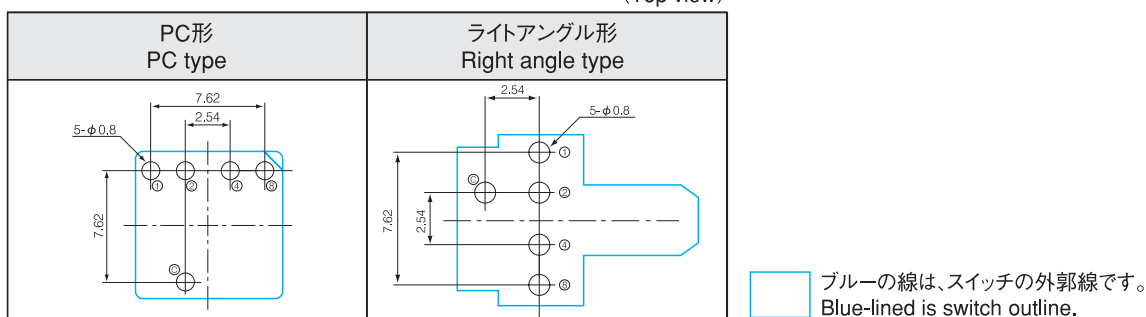 (Top view)
PC形
PC type
ライトアングル形
Right angle type
7.62
2.54
5-φ0.8
① ② ④ ⑧
7.62
Ⓒ
2.54
5-φ0.8
①
Ⓒ
②
7.62
2.54
④
⑧
ブルーの線は、スイッチの外郭線です。
Blue-lined is switch outline.